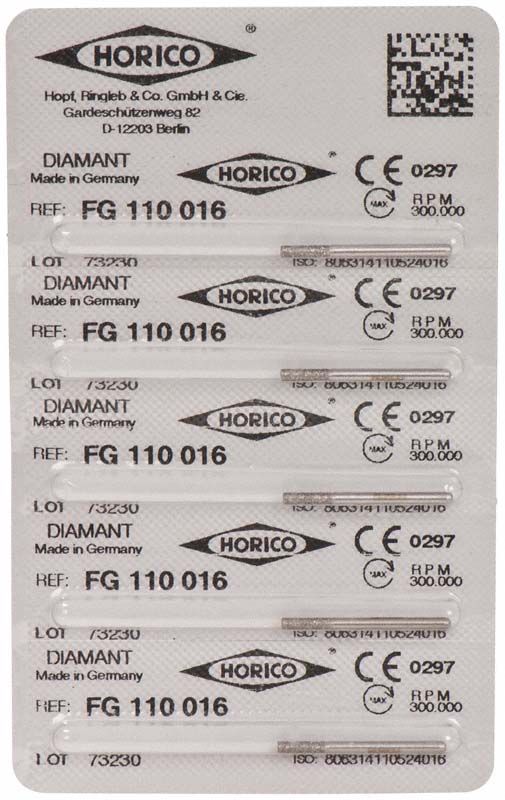 HORICO ®
Hopf, Ringleb & Co. GmbH & Cie.
Gardeschützenweg 82
D-12203 Berlin
DIAMANT HORICO ® CE 0297
Made in Germany
REF: FG 110 016 MAX RPM 300.000
LOT 73230 ISO: 806314110524016
DIAMANT HORICO ® CE 0297
Made in Germany
REF: FG 110 016 MAX RPM 300.000
LOT 73230 ISO: 806314110524016
DIAMANT HORICO ® CE 0297
Made in Germany
REF: FG 110 016 MAX RPM 300.000
LOT 73230 ISO: 806314110524016
DIAMANT HORICO ® CE 0297
Made in Germany
REF: FG 110 016 MAX RPM 300.000
LOT 73230 ISO: 806314110524016
DIAMANT HORICO ® CE 0297
Made in Germany
REF: FG 110 016 MAX RPM 300.000
LOT 73230 ISO: 806314110524016